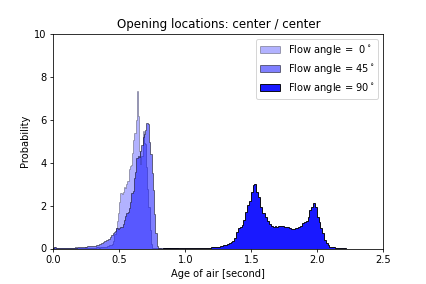 Opening locations: center / center
10
8
6
4
2
0
Probability
Flow angle = 0°
Flow angle = 45°
Flow angle = 90°
0.0 0.5 1.0 1.5 2.0 2.5
Age of air [second]